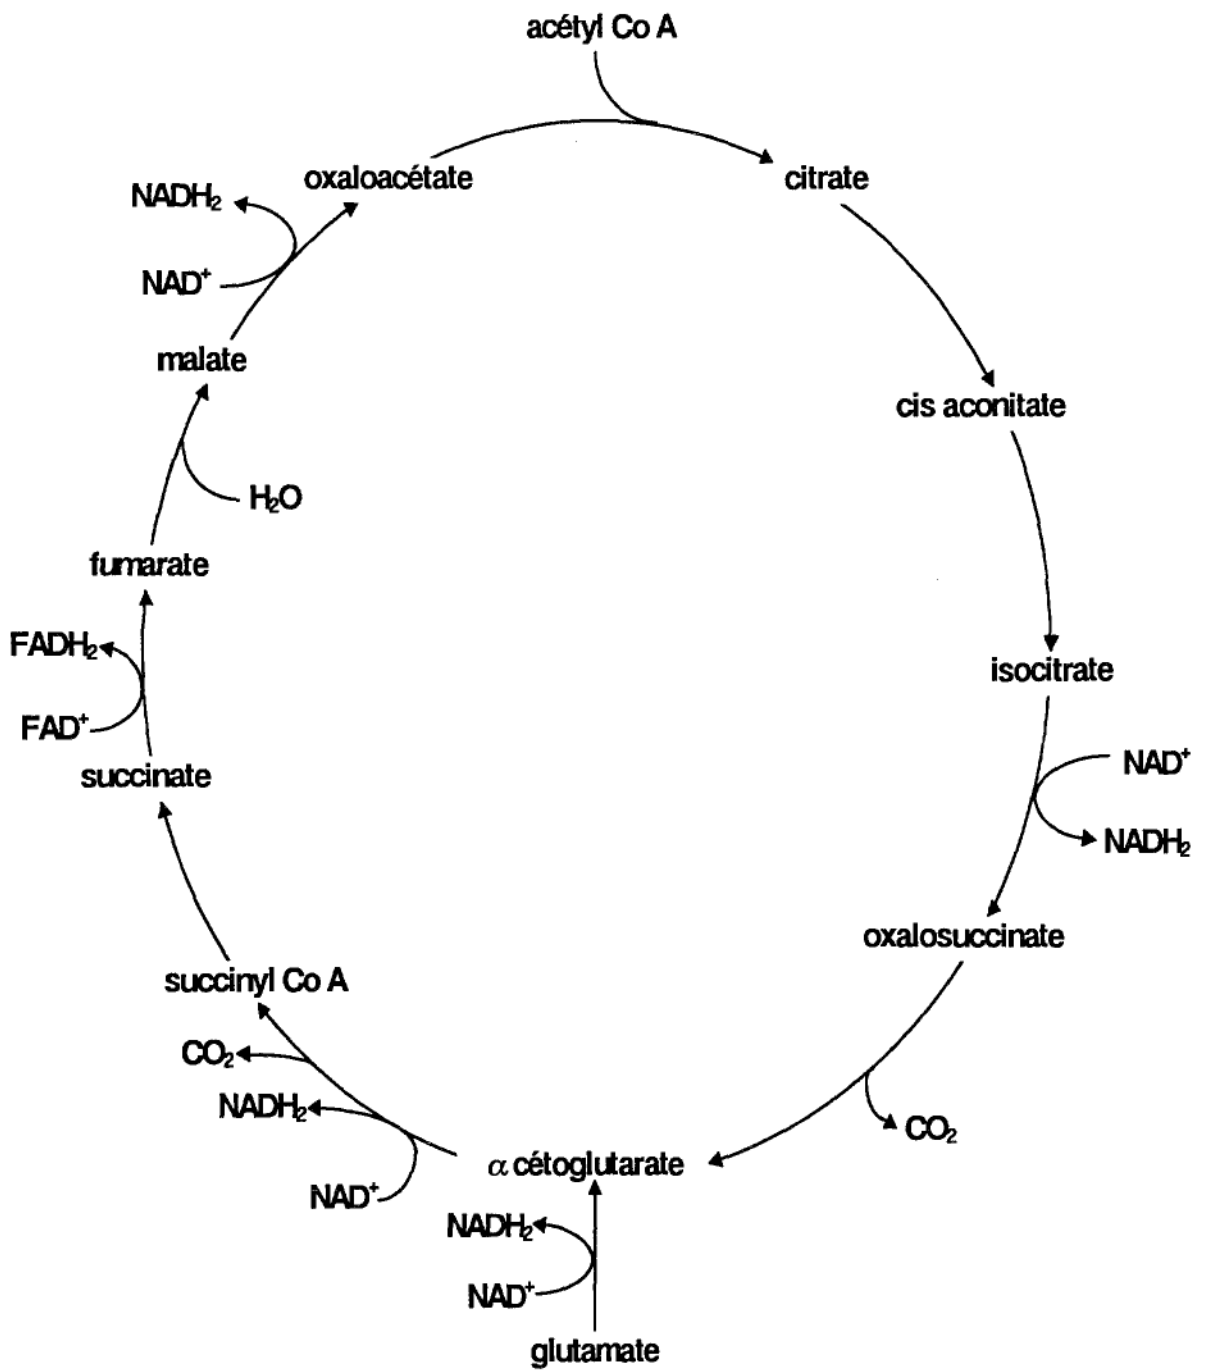 acétyl Co A
oxaloacétate
citrate
NADH₂
NAD⁺
malate
cis aconitate
H₂O
fumarate
FADH₂
isocitrate
FAD⁺
succinate
NAD⁺
NADH₂
oxalosuccinate
succinyl Co A
CO₂
NADH₂
CO₂
α cétoglutarate
NAD⁺
NADH₂
NAD⁺
glutamate